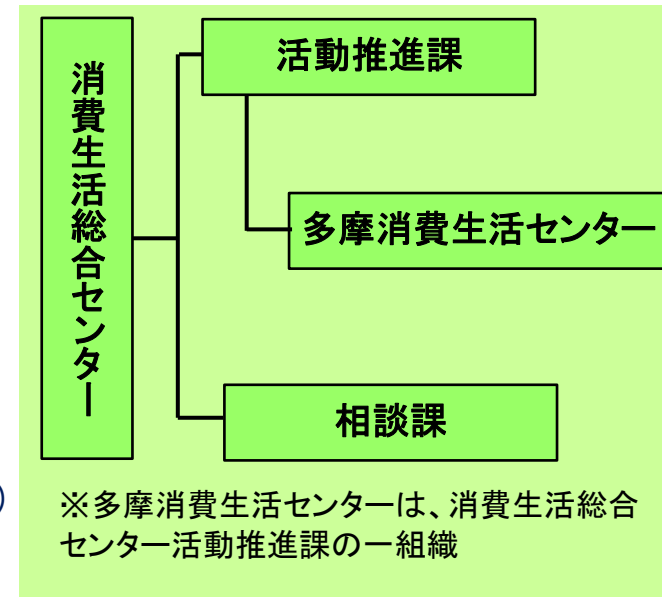 消費生活総合センター
活動推進課
多摩消費生活センター
相談課
)
※多摩消費生活センターは、消費生活総合
センター活動推進課の一組織